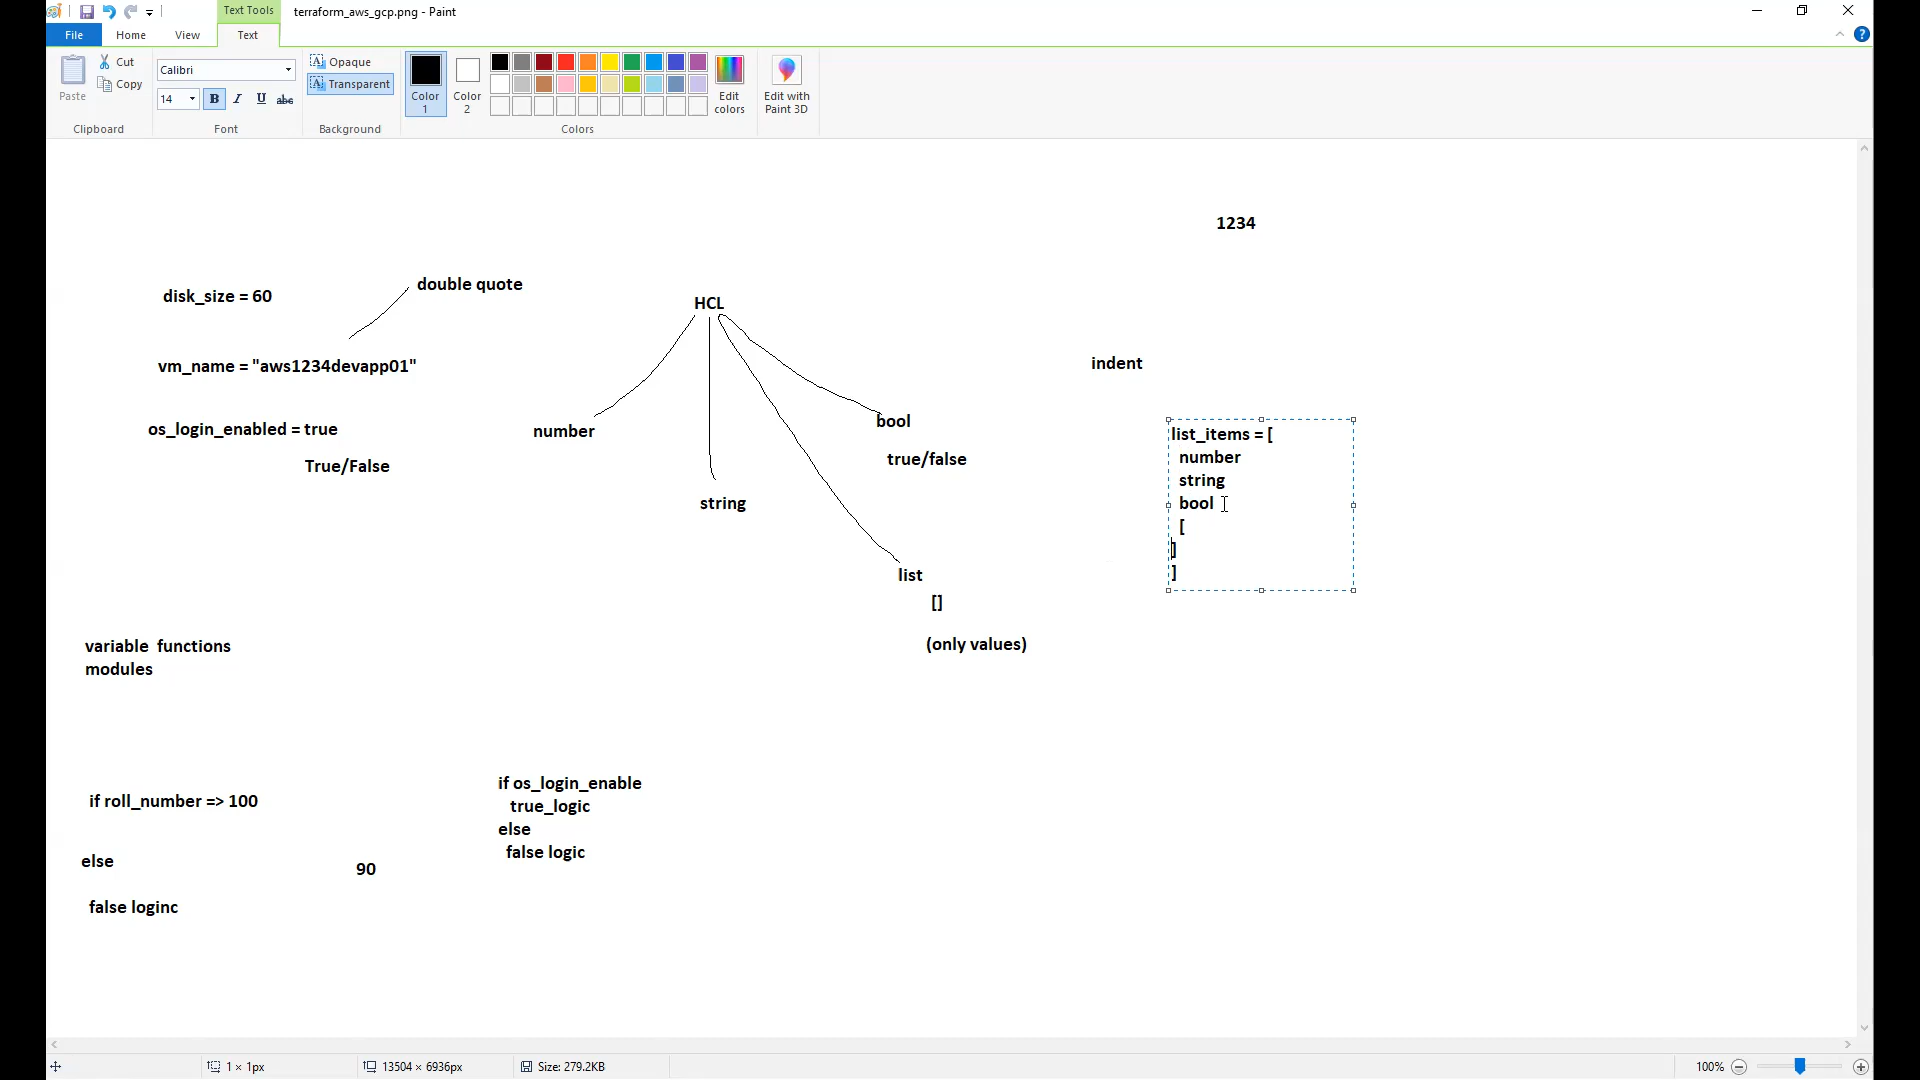 Text Tools
terraform_aws_gcp.png - Paint
File
Home
View
Text
Paste
Cut
Copy
Clipboard
Calibri
14
B
I
U
abc
Font
Opaque
Transparent
Background
Color 1
Color 2
Edit colors
Colors
Edit with Paint 3D
1234
double quote
disk_size = 60
HCL
vm_name = "aws1234devapp01"
indent
os_login_enabled = true
True/False
number
bool
true/false
string
list
[]
(only values)
list_items = [
number
string
bool
[
]
]
variable  functions
modules
if roll_number => 100
else
90
false loginc
if os_login_enable
true_logic
else
false logic
1 × 1px
13504 × 6936px
Size: 279.2KB
100%